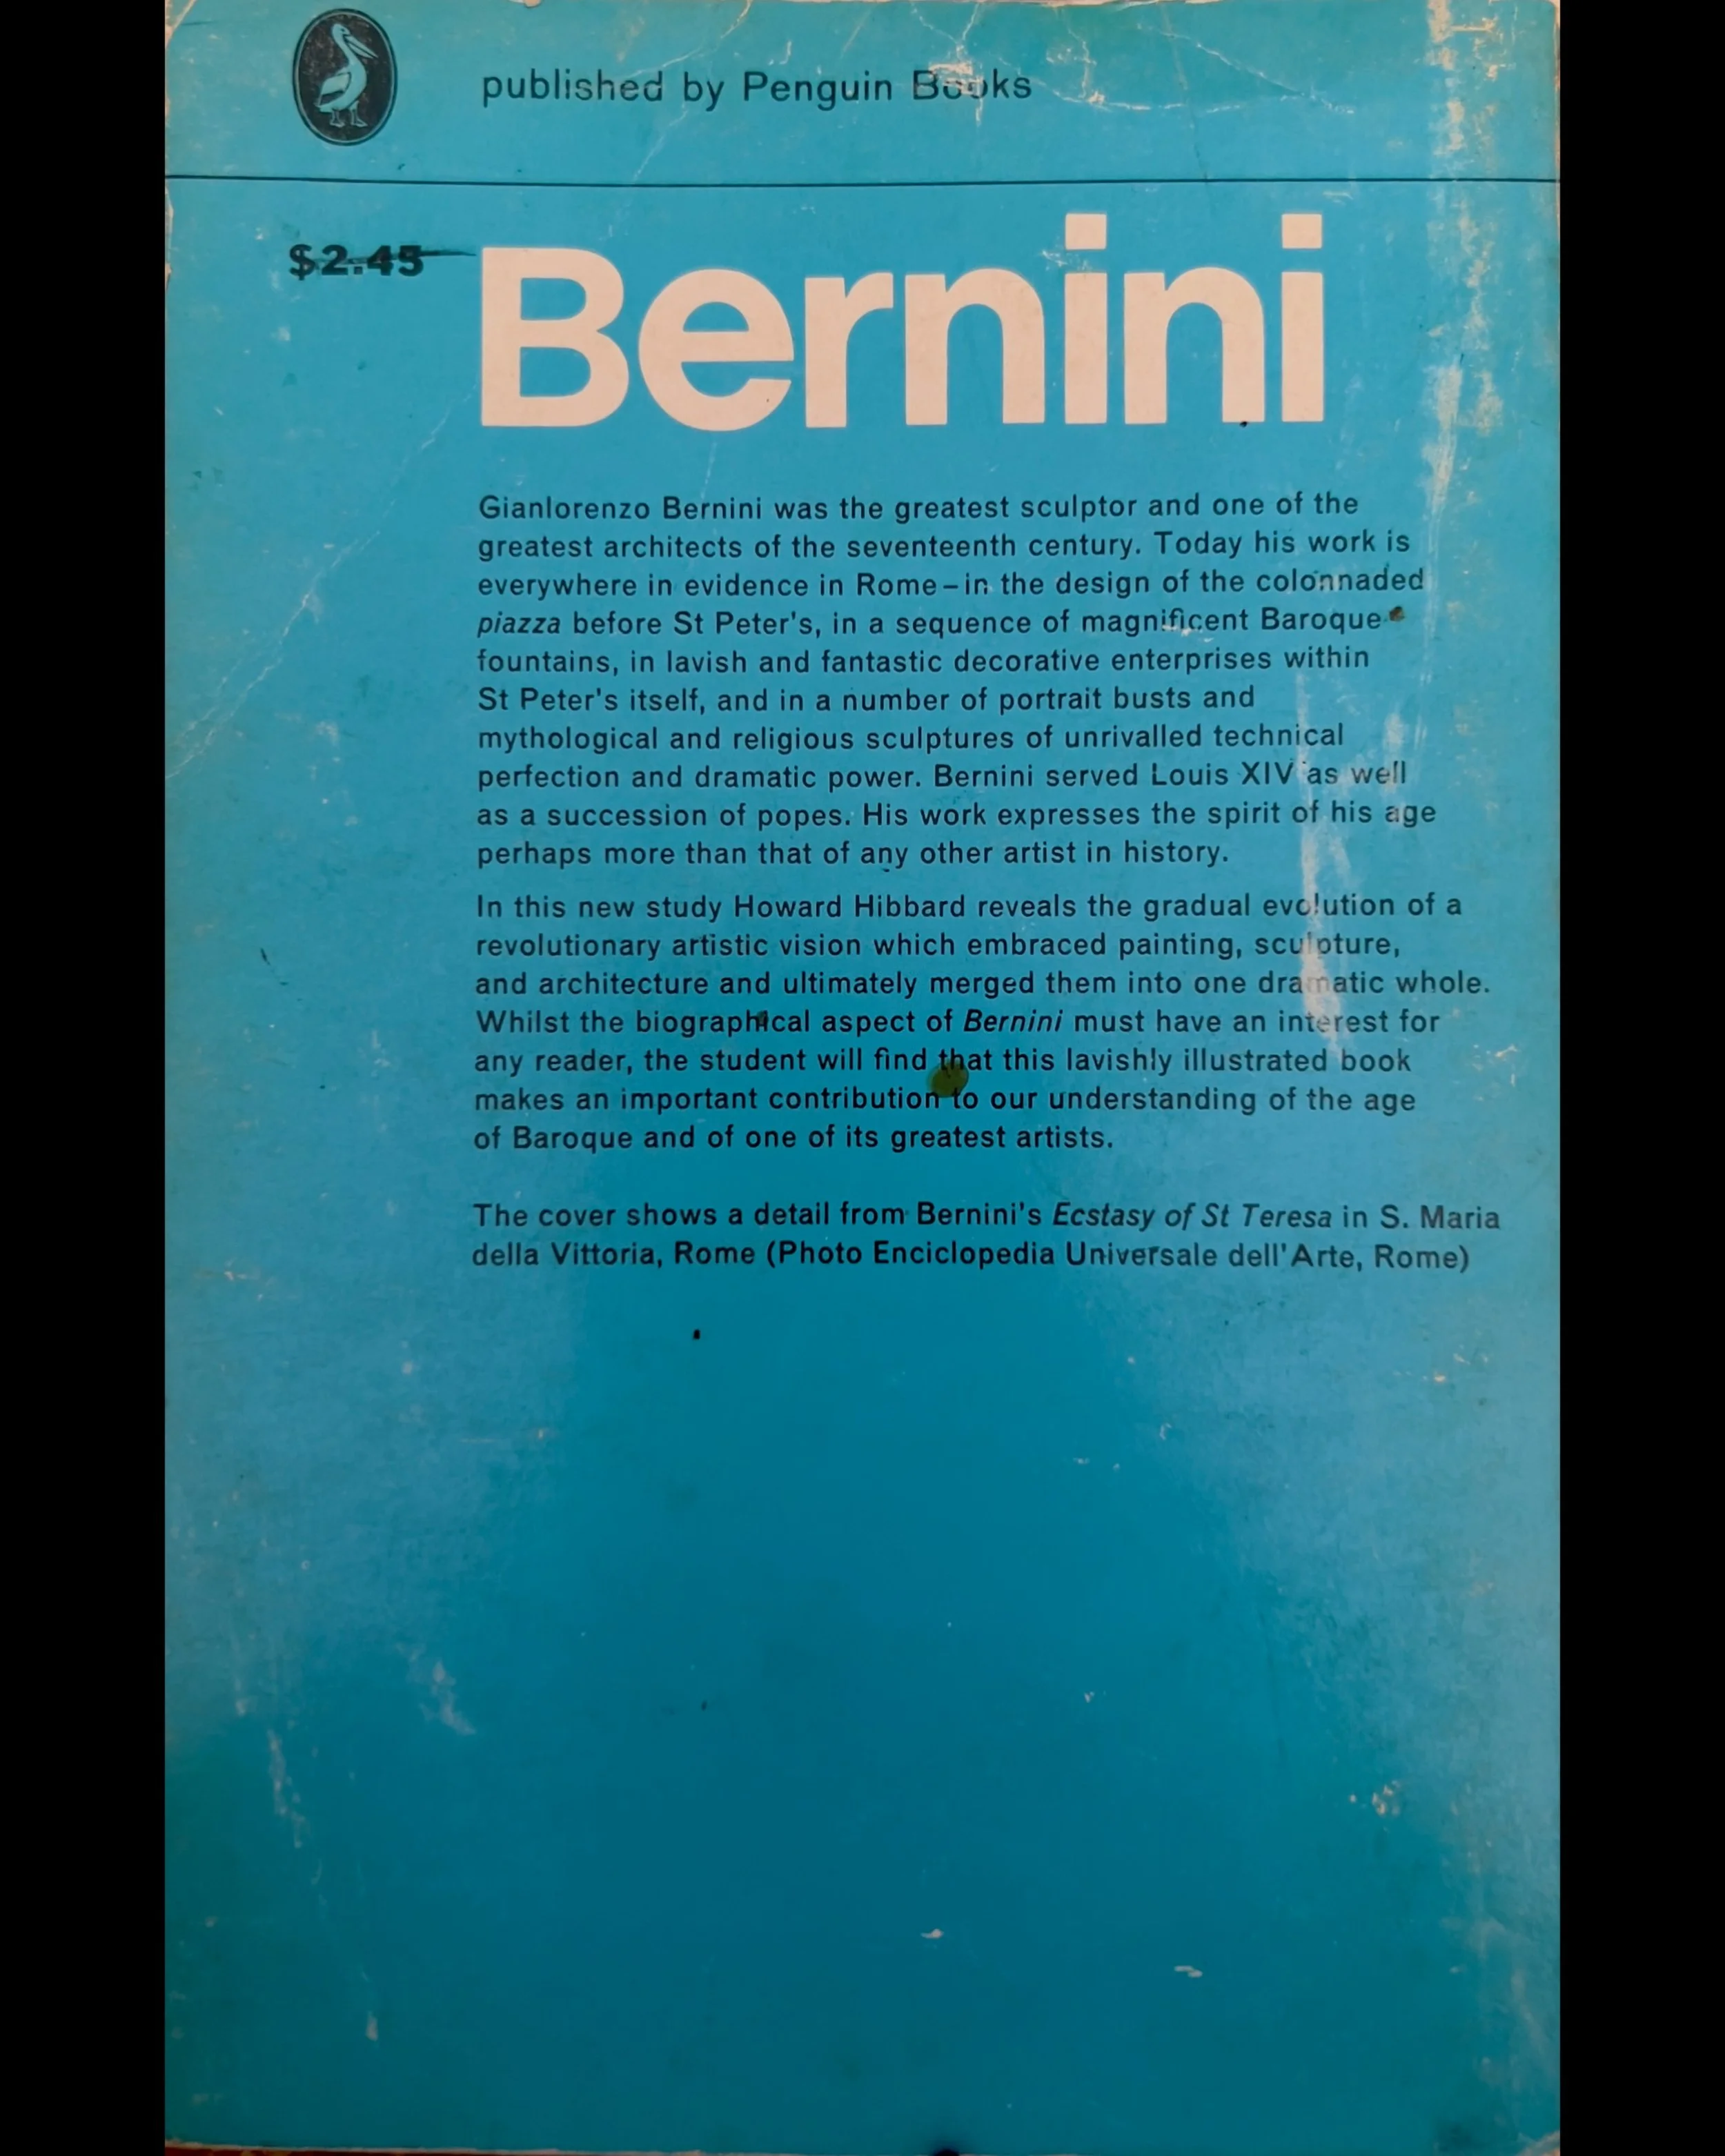 published by Penguin Books
$2.45
Bernini
Gianlorenzo Bernini was the greatest sculptor and one of the
greatest architects of the seventeenth century. Today his work is
everywhere in evidence in Rome – in the design of the colonnaded
piazza before St Peter's, in a sequence of magnificent Baroque
fountains, in lavish and fantastic decorative enterprises within
St Peter's itself, and in a number of portrait busts and
mythological and religious sculptures of unrivalled technical
perfection and dramatic power. Bernini served Louis XIV as well
as a succession of popes. His work expresses the spirit of his age
perhaps more than that of any other artist in history.
In this new study Howard Hibbard reveals the gradual evolution of a
revolutionary artistic vision which embraced painting, sculpture,
and architecture and ultimately merged them into one dramatic whole.
Whilst the biographical aspect of Bernini must have an interest for
any reader, the student will find that this lavishly illustrated book
makes an important contribution to our understanding of the age
of Baroque and of one of its greatest artists.
The cover shows a detail from Bernini's Ecstasy of St Teresa in S. Maria
della Vittoria, Rome (Photo Enciclopedia Universale dell'Arte, Rome)